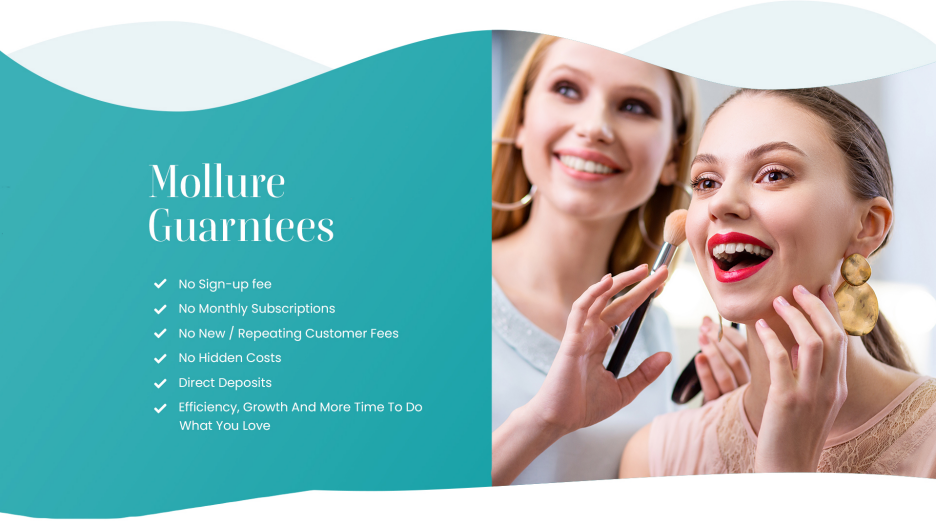 Mollure
Guarntees
No Sign-up fee
No Monthly Subscriptions
No New / Repeating Customer Fees
No Hidden Costs
Direct Deposits
Efficiency, Growth And More Time To Do
What You Love